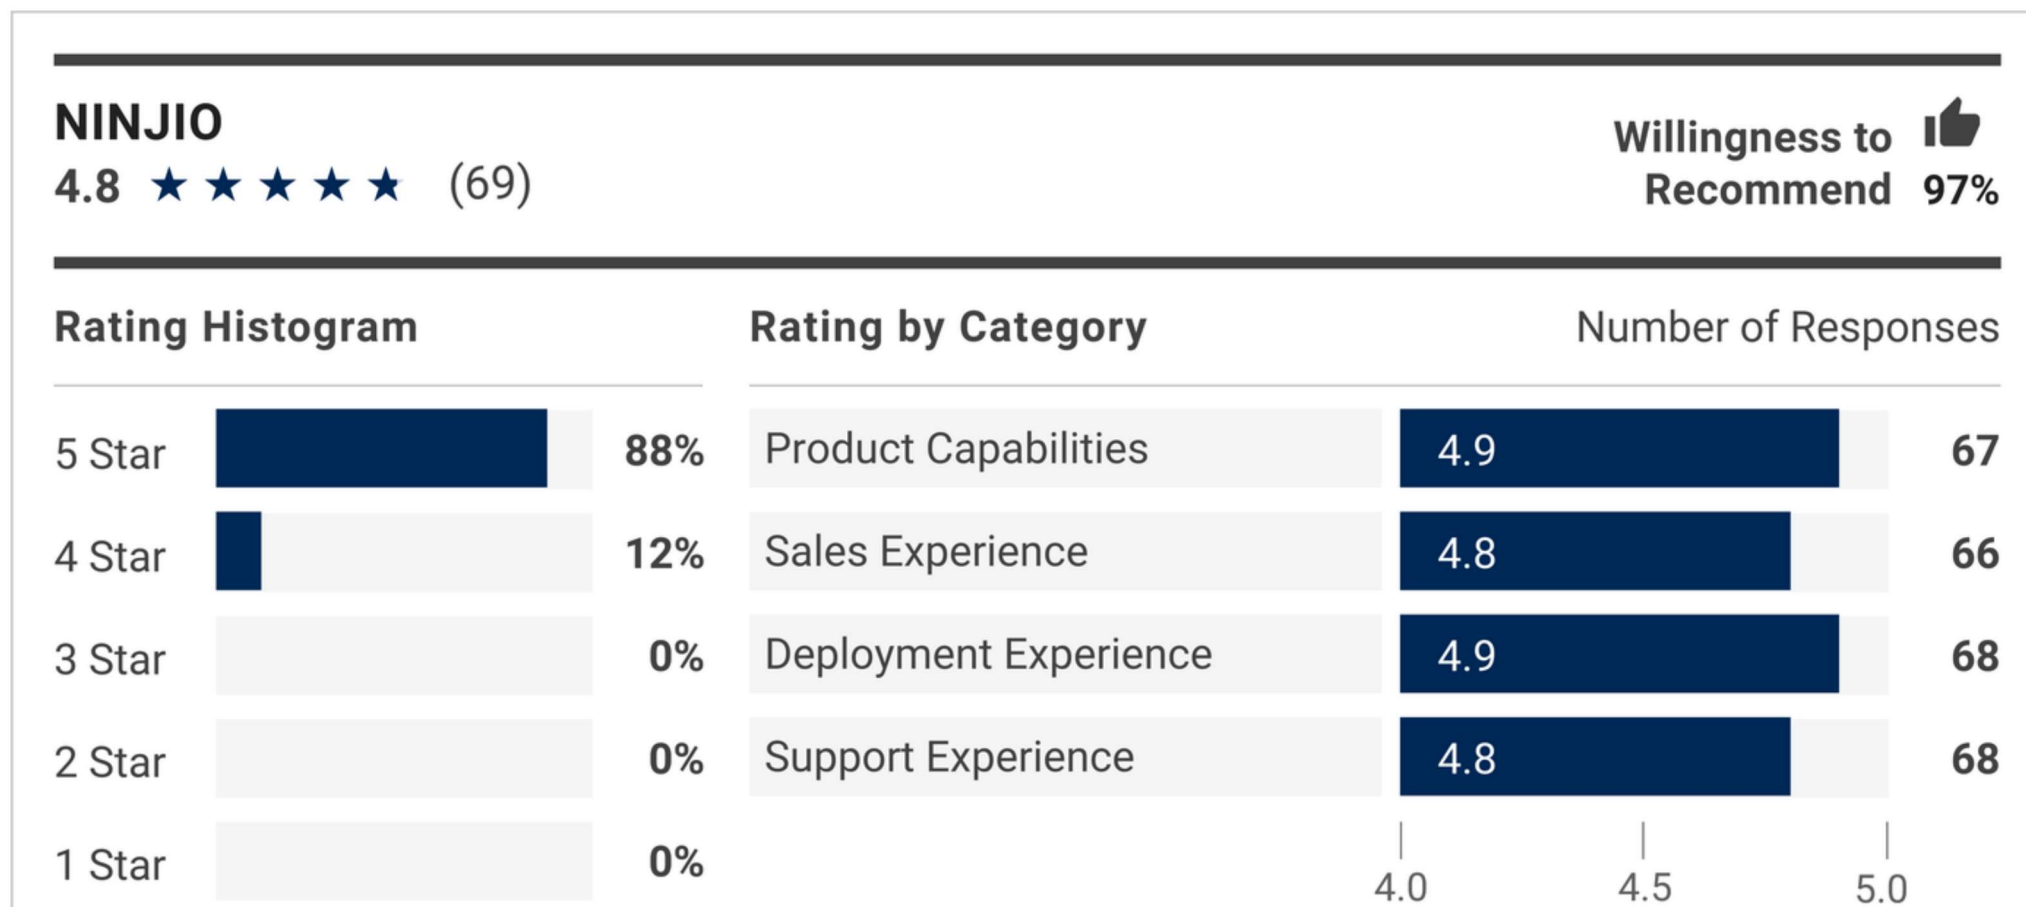 NINJIO
4.8 ★ ★ ★ ★ ★ (69)
Willingness to
Recommend 97%
Rating Histogram
5 Star 88%
4 Star 12%
3 Star 0%
2 Star 0%
1 Star 0%
Rating by Category Number of Responses
Product Capabilities 4.9 67
Sales Experience 4.8 66
Deployment Experience 4.9 68
Support Experience 4.8 68
4.0 4.5 5.0